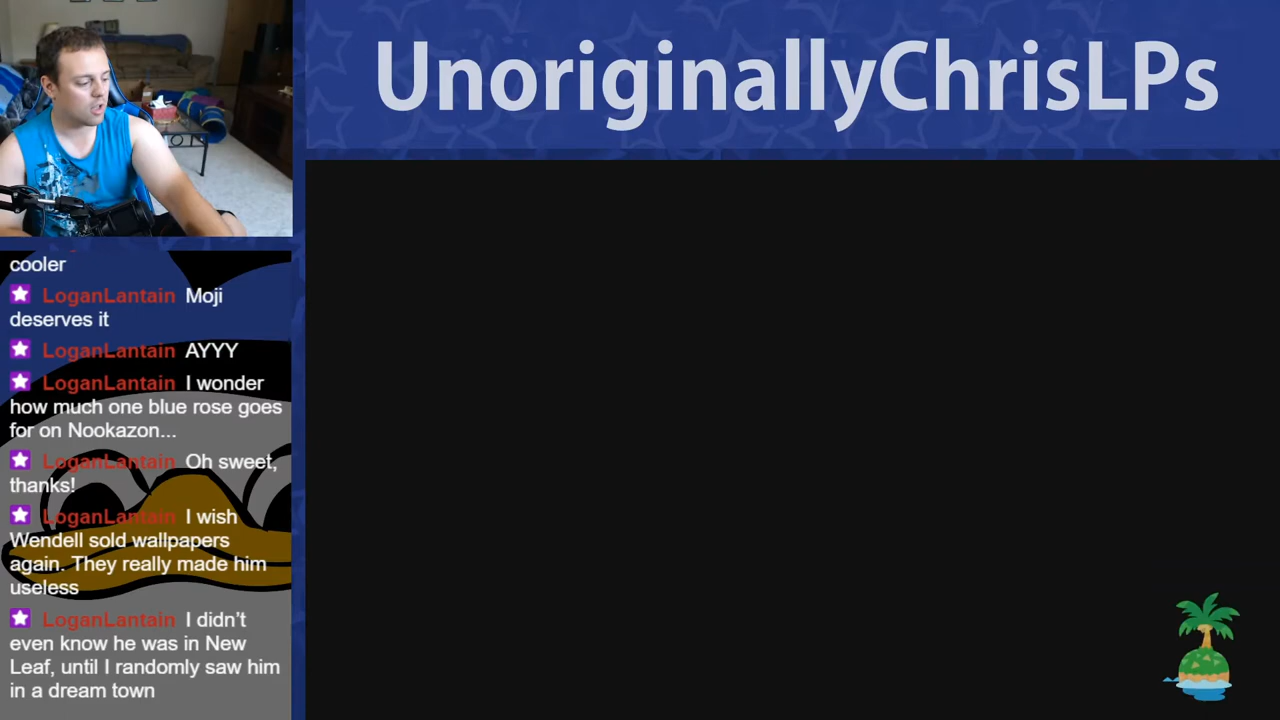 UnoriginallyChrisLPs
cooler
LoganLantain Moji
deserves it
LoganLantain AYYY
LoganLantain I wonder
how much one blue rose goes
for on Nookazon...
LoganLantain Oh sweet,
thanks!
LoganLantain I wish
Wendell sold wallpapers
again. They really made him
useless
LoganLantain I didn't
even know he was in New
Leaf, until I randomly saw him
in a dream town